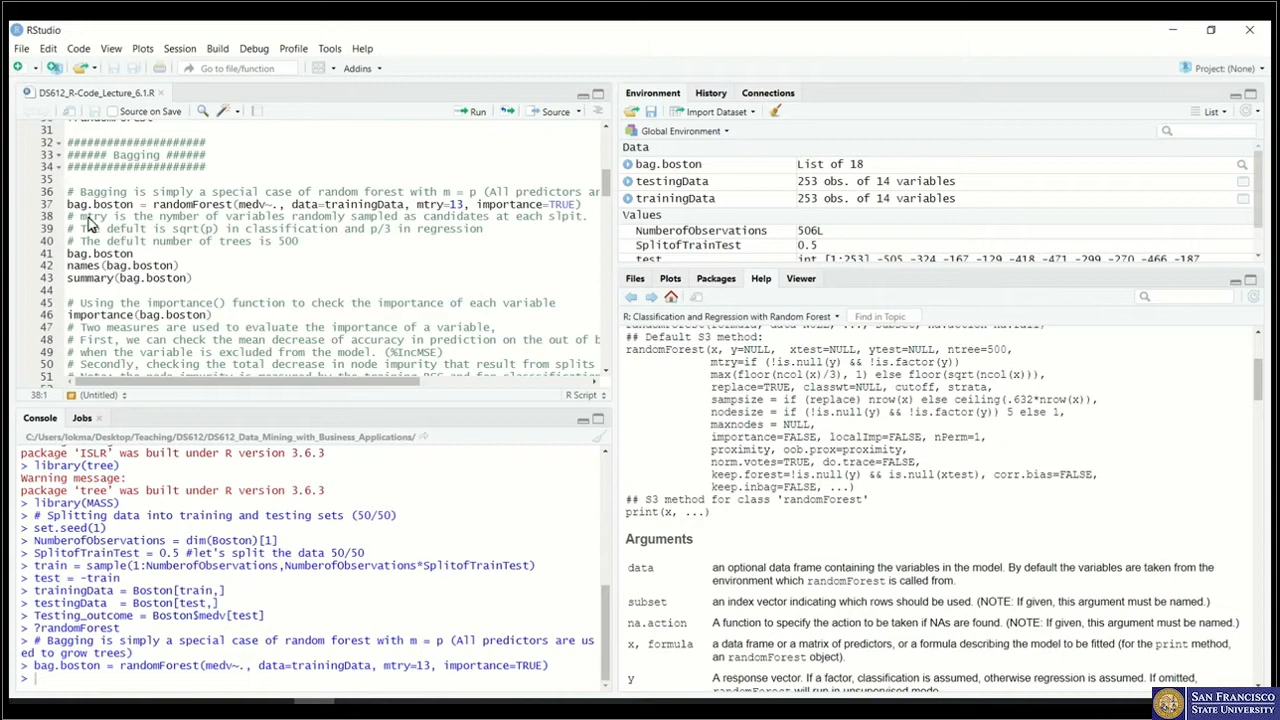 RStudio
File Edit Code View Plots Session Build Debug Profile Tools Help
Go to file/function Addins Project: (None)
DS612_R-Code_Lecture_6.1.R
Source on Save Run Source
31
32 #####################
33 ###### Bagging ######
34 #####################
35
36 # Bagging is simply a special case of random forest with m = p (All predictors ar
37 bag.boston = randomForest(medv~., data=trainingData, mtry=13, importance=TRUE)
38 # mtry is the nymber of variables randomly sampled as candidates at each slpit.
39 # The defult is sqrt(p) in classification and p/3 in regression
40 # The defult number of trees is 500
41 bag.boston
42 names(bag.boston)
43 summary(bag.boston)
44
45 # Using the importance() function to check the importance of each variable
46 importance(bag.boston)
47 # Two measures are used to evaluate the importance of a variable,
48 # First, we can check the mean decrease of accuracy in prediction on the out of b
49 # when the variable is excluded from the model. (%IncMSE)
50 # Secondly, checking the total decrease in node impurity that result from splits
51
38:1 (Untitled) R Script
Console Jobs
C:/Users/lokma/Desktop/Teaching/DS612/DS612_Data_Mining_with_Business_Applications/
package 'ISLR' was built under R version 3.6.3
> library(tree)
Warning message:
package 'tree' was built under R version 3.6.3
> library(MASS)
> # Splitting data into training and testing sets (50/50)
> set.seed(1)
> NumberofObservations = dim(Boston)[1]
> SplitofTrainTest = 0.5 #let's split the data 50/50
> train = sample(1:NumberofObservations,NumberofObservations*SplitofTrainTest)
> test = -train
> trainingData = Boston[train,]
> testingData = Boston[test,]
> Testing_outcome = Boston$medv[test]
> ?randomForest
> # Bagging is simply a special case of random forest with m = p (All predictors are us
ed to grow trees)
> bag.boston = randomForest(medv~., data=trainingData, mtry=13, importance=TRUE)
>
Environment History Connections
Import Dataset List
Global Environment
Data
bag.boston List of 18
testingData 253 obs. of 14 variables
trainingData 253 obs. of 14 variables
Values
NumberofObservations 506L
SplitofTrainTest 0.5
test int [1:253] -505 -324 -167 -129 -418 -471 -299 -270 -466 -187
Files Plots Packages Help Viewer
R: Classification and Regression with Random Forest Find in Topic
## Default S3 method:
randomForest(x, y=NULL, xtest=NULL, ytest=NULL, ntree=500,
mtry=if (!is.null(y) && !is.factor(y))
max(floor(ncol(x)/3), 1) else floor(sqrt(ncol(x))),
replace=TRUE, classwt=NULL, cutoff, strata,
sampsize = if (replace) nrow(x) else ceiling(.632*nrow(x)),
nodesize = if (!is.null(y) && !is.factor(y)) 5 else 1,
maxnodes = NULL,
importance=FALSE, localImp=FALSE, nPerm=1,
proximity, oob.prox=proximity,
norm.votes=TRUE, do.trace=FALSE,
keep.forest=!is.null(y) && is.null(xtest), corr.bias=FALSE,
keep.inbag=FALSE, ...)
## S3 method for class 'randomForest'
print(x, ...)
Arguments
data an optional data frame containing the variables in the model. By default the variables are taken from the
environment which randomForest is called from.
subset an index vector indicating which rows should be used. (NOTE: If given, this argument must be named.)
na.action A function to specify the action to be taken if NAs are found. (NOTE: If given, this argument must be named.)
x, formula a data frame or a matrix of predictors, or a formula describing the model to be fitted (for the print method,
an randomForest object).
y A response vector. If a factor, classification is assumed, otherwise regression is assumed. If omitted,
randomForest will run in unsupervised mode.
SAN FRANCISCO
STATE UNIVERSITY